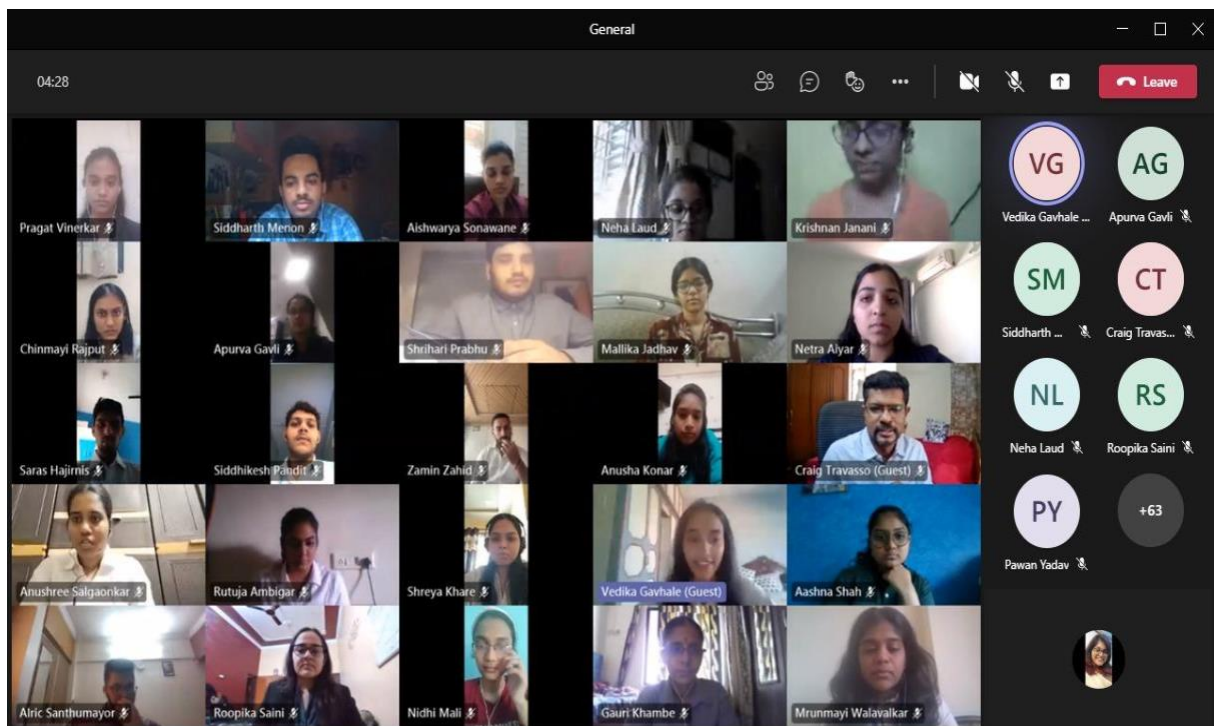 General
04:28
Leave
Pragat Vinerkar
Siddharth Menon
Aishwarya Sonawane
Neha Laud
Krishnan Janani
Chinmayi Rajput
Apurva Gavli
Shrihari Prabhu
Mallika Jadhav
Netra Aiyar
Saras Hajirnis
Siddhikesh Pandit
Zamin Zahid
Anusha Konar
Craig Travasso (Guest)
Anushree Salgaonkar
Rutuja Ambigar
Shreya Khare
Vedika Gavhale (Guest)
Aashna Shah
Alric Santhumayor
Roopika Saini
Nidhi Mali
Gauri Khambe
Mrunmayi Walavalkar
VG
AG
Vedika Gavhale ...
Apurva Gavli
SM
CT
Siddharth ...
Craig Travas...
NL
RS
Neha Laud
Roopika Saini
PY
+63
Pawan Yadav